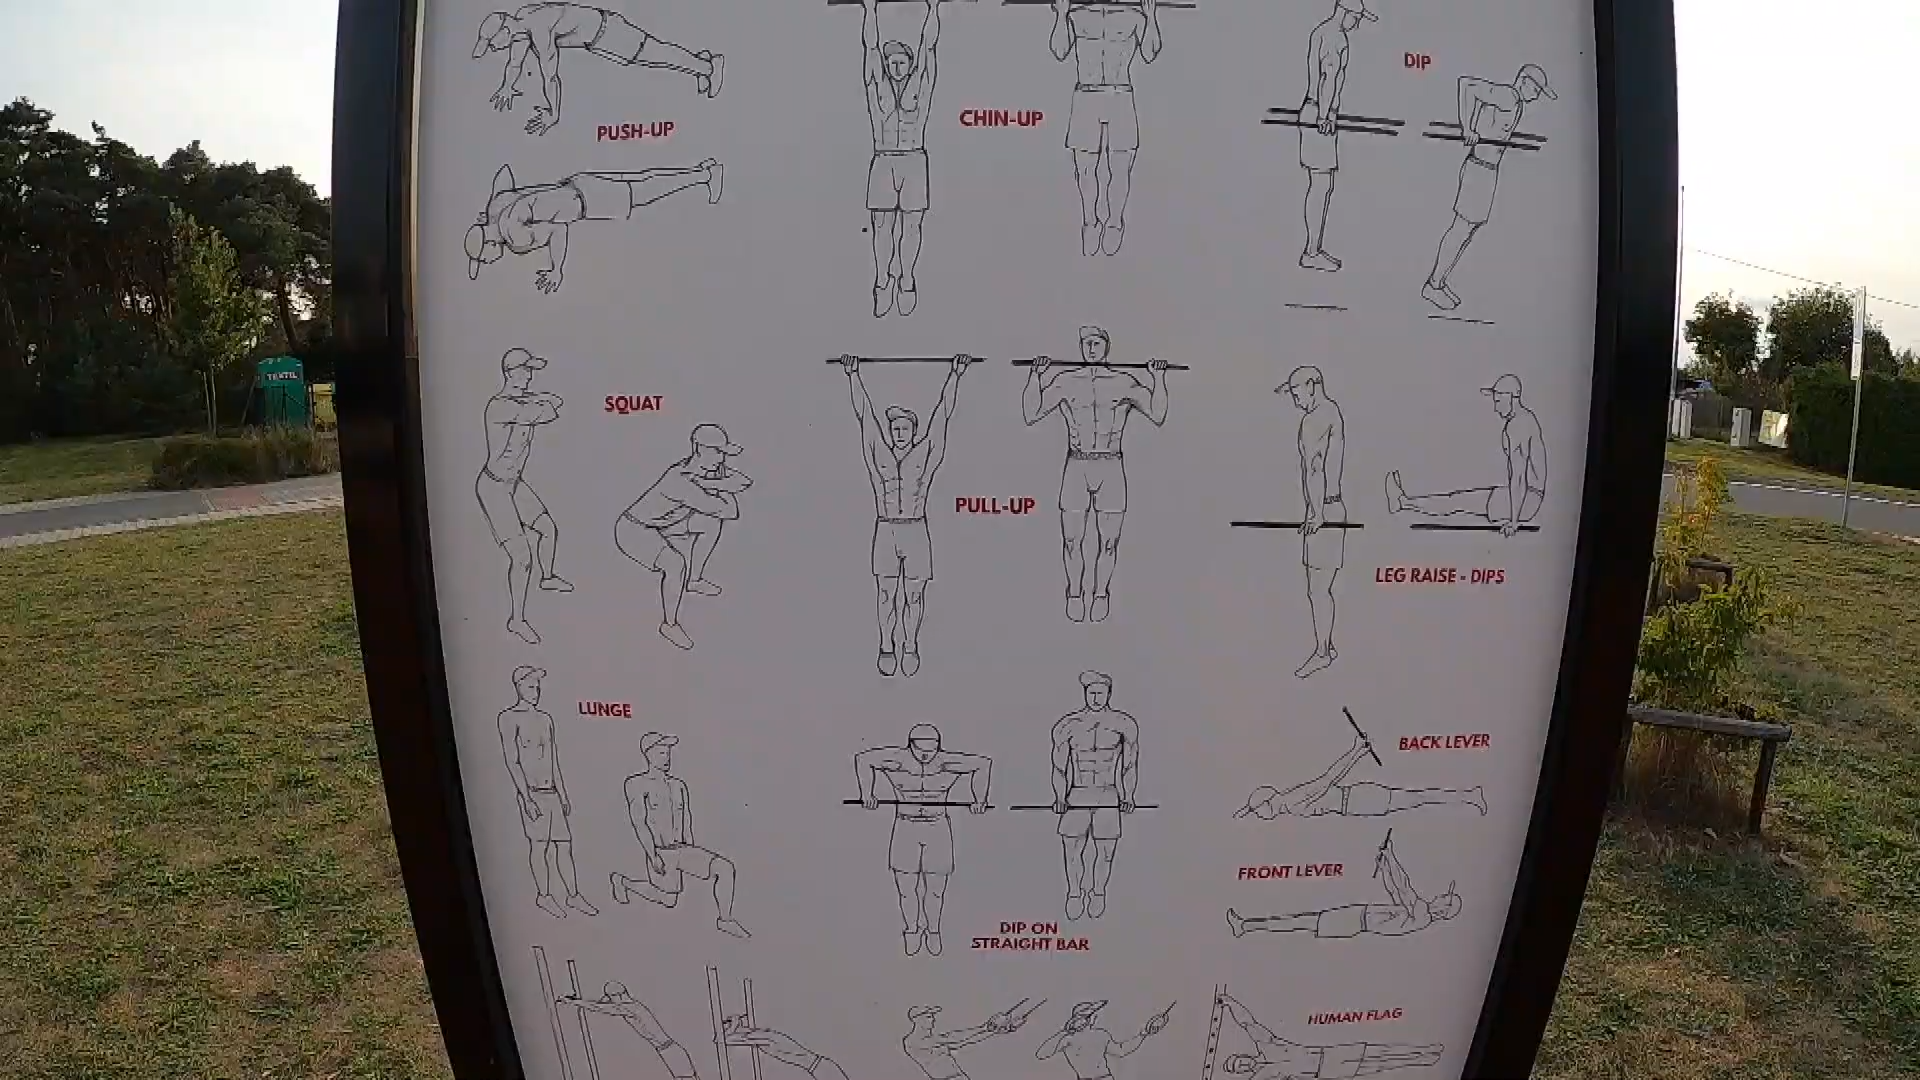 PUSH-UP
CHIN-UP
DIP
TEXTIL
SQUAT
PULL-UP
LEG RAISE - DIPS
LUNGE
BACK LEVER
FRONT LEVER
DIP ON
STRAIGHT BAR
HUMAN FLAG